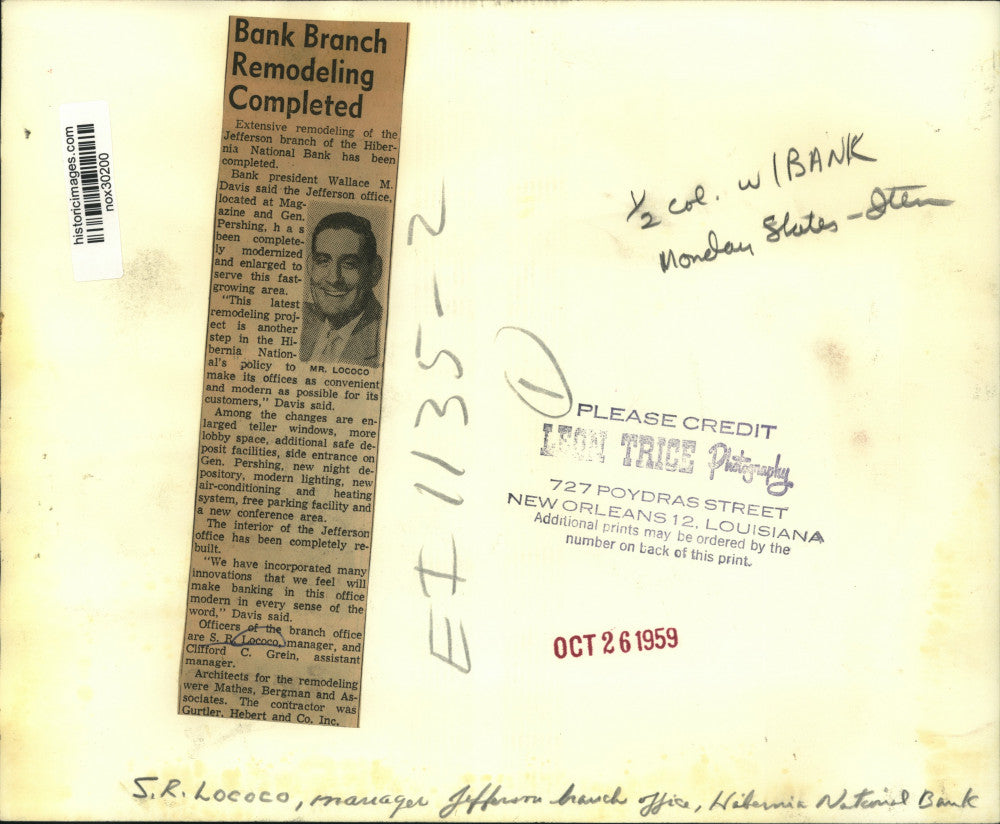 Bank Branch
Remodeling
Completed
Extensive remodeling of the
Jefferson branch of the Hiber-
nia National Bank has been
completed.
Bank president Wallace M.
Davis said the Jefferson office,
located at Mag-
azine and Gen.
Pershing, h a s
been complete-
ly modernized
and enlarged to
serve this fast-
growing area.
"This latest
remodeling proj-
ect is another
step in the Hi-
bernia Nation-
al's policy to
MR. LOCOCO
make its offices as convenient
and modern as possible for its
customers," Davis said.
Among the changes are en-
larged teller windows, more
lobby space, additional safe de-
posit facilities, side entrance on
Gen. Pershing, new night de-
pository, modern lighting, new
air-conditioning and heating
system, free parking facility and
a new conference area.
The interior of the Jefferson
office has been completely re-
built.
"We have incorporated many
innovations that we feel will
make banking in this office
modern in every sense of the
word," Davis said.
Officers of the branch office
are S. R. Lococo, manager, and
Clifford C. Grein, assistant
manager.
Architects for the remodeling
were Mathes, Bergman and As-
sociates. The contractor was
Gurtler, Hebert and Co. Inc.
historicimages.com
nox30200
EI-1135-2
1
½ col. w/BANK
Monday States-Item
PLEASE CREDIT
LEON TRICE Photography
727 POYDRAS STREET
NEW ORLEANS 12, LOUISIANA
Additional prints may be ordered by the
number on back of this print.
OCT 26 1959
S.R. Lococo, manager Jefferson branch office, Hibernia National Bank